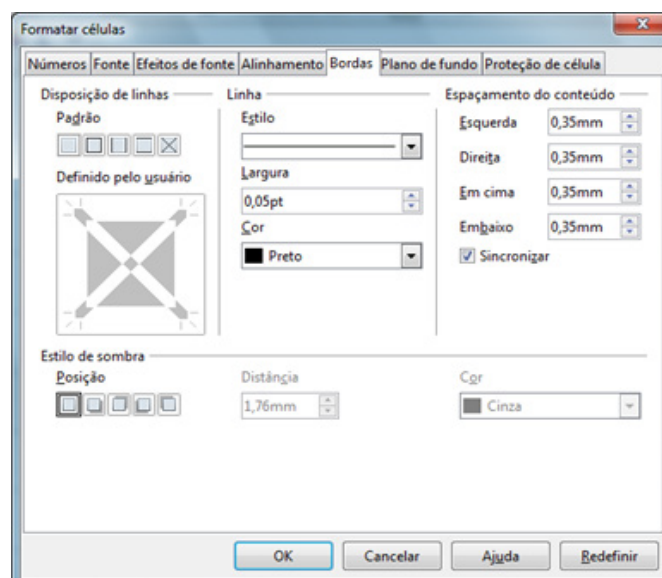 Formatar células
Números Fonte Efeitos de fonte Alinhamento Bordas Plano de fundo Proteção de célula
Disposição de linhas
Padrão
Definido pelo usuário
Linha
Estilo
Largura
0,05pt
Cor
Preto
Espaçamento do conteúdo
Esquerda 0,35mm
Direita 0,35mm
Em cima 0,35mm
Embaixo 0,35mm
Sincronizar
Estilo de sombra
Posição
Distância
1,76mm
Cor
Cinza
OK Cancelar Ajuda Redefinir